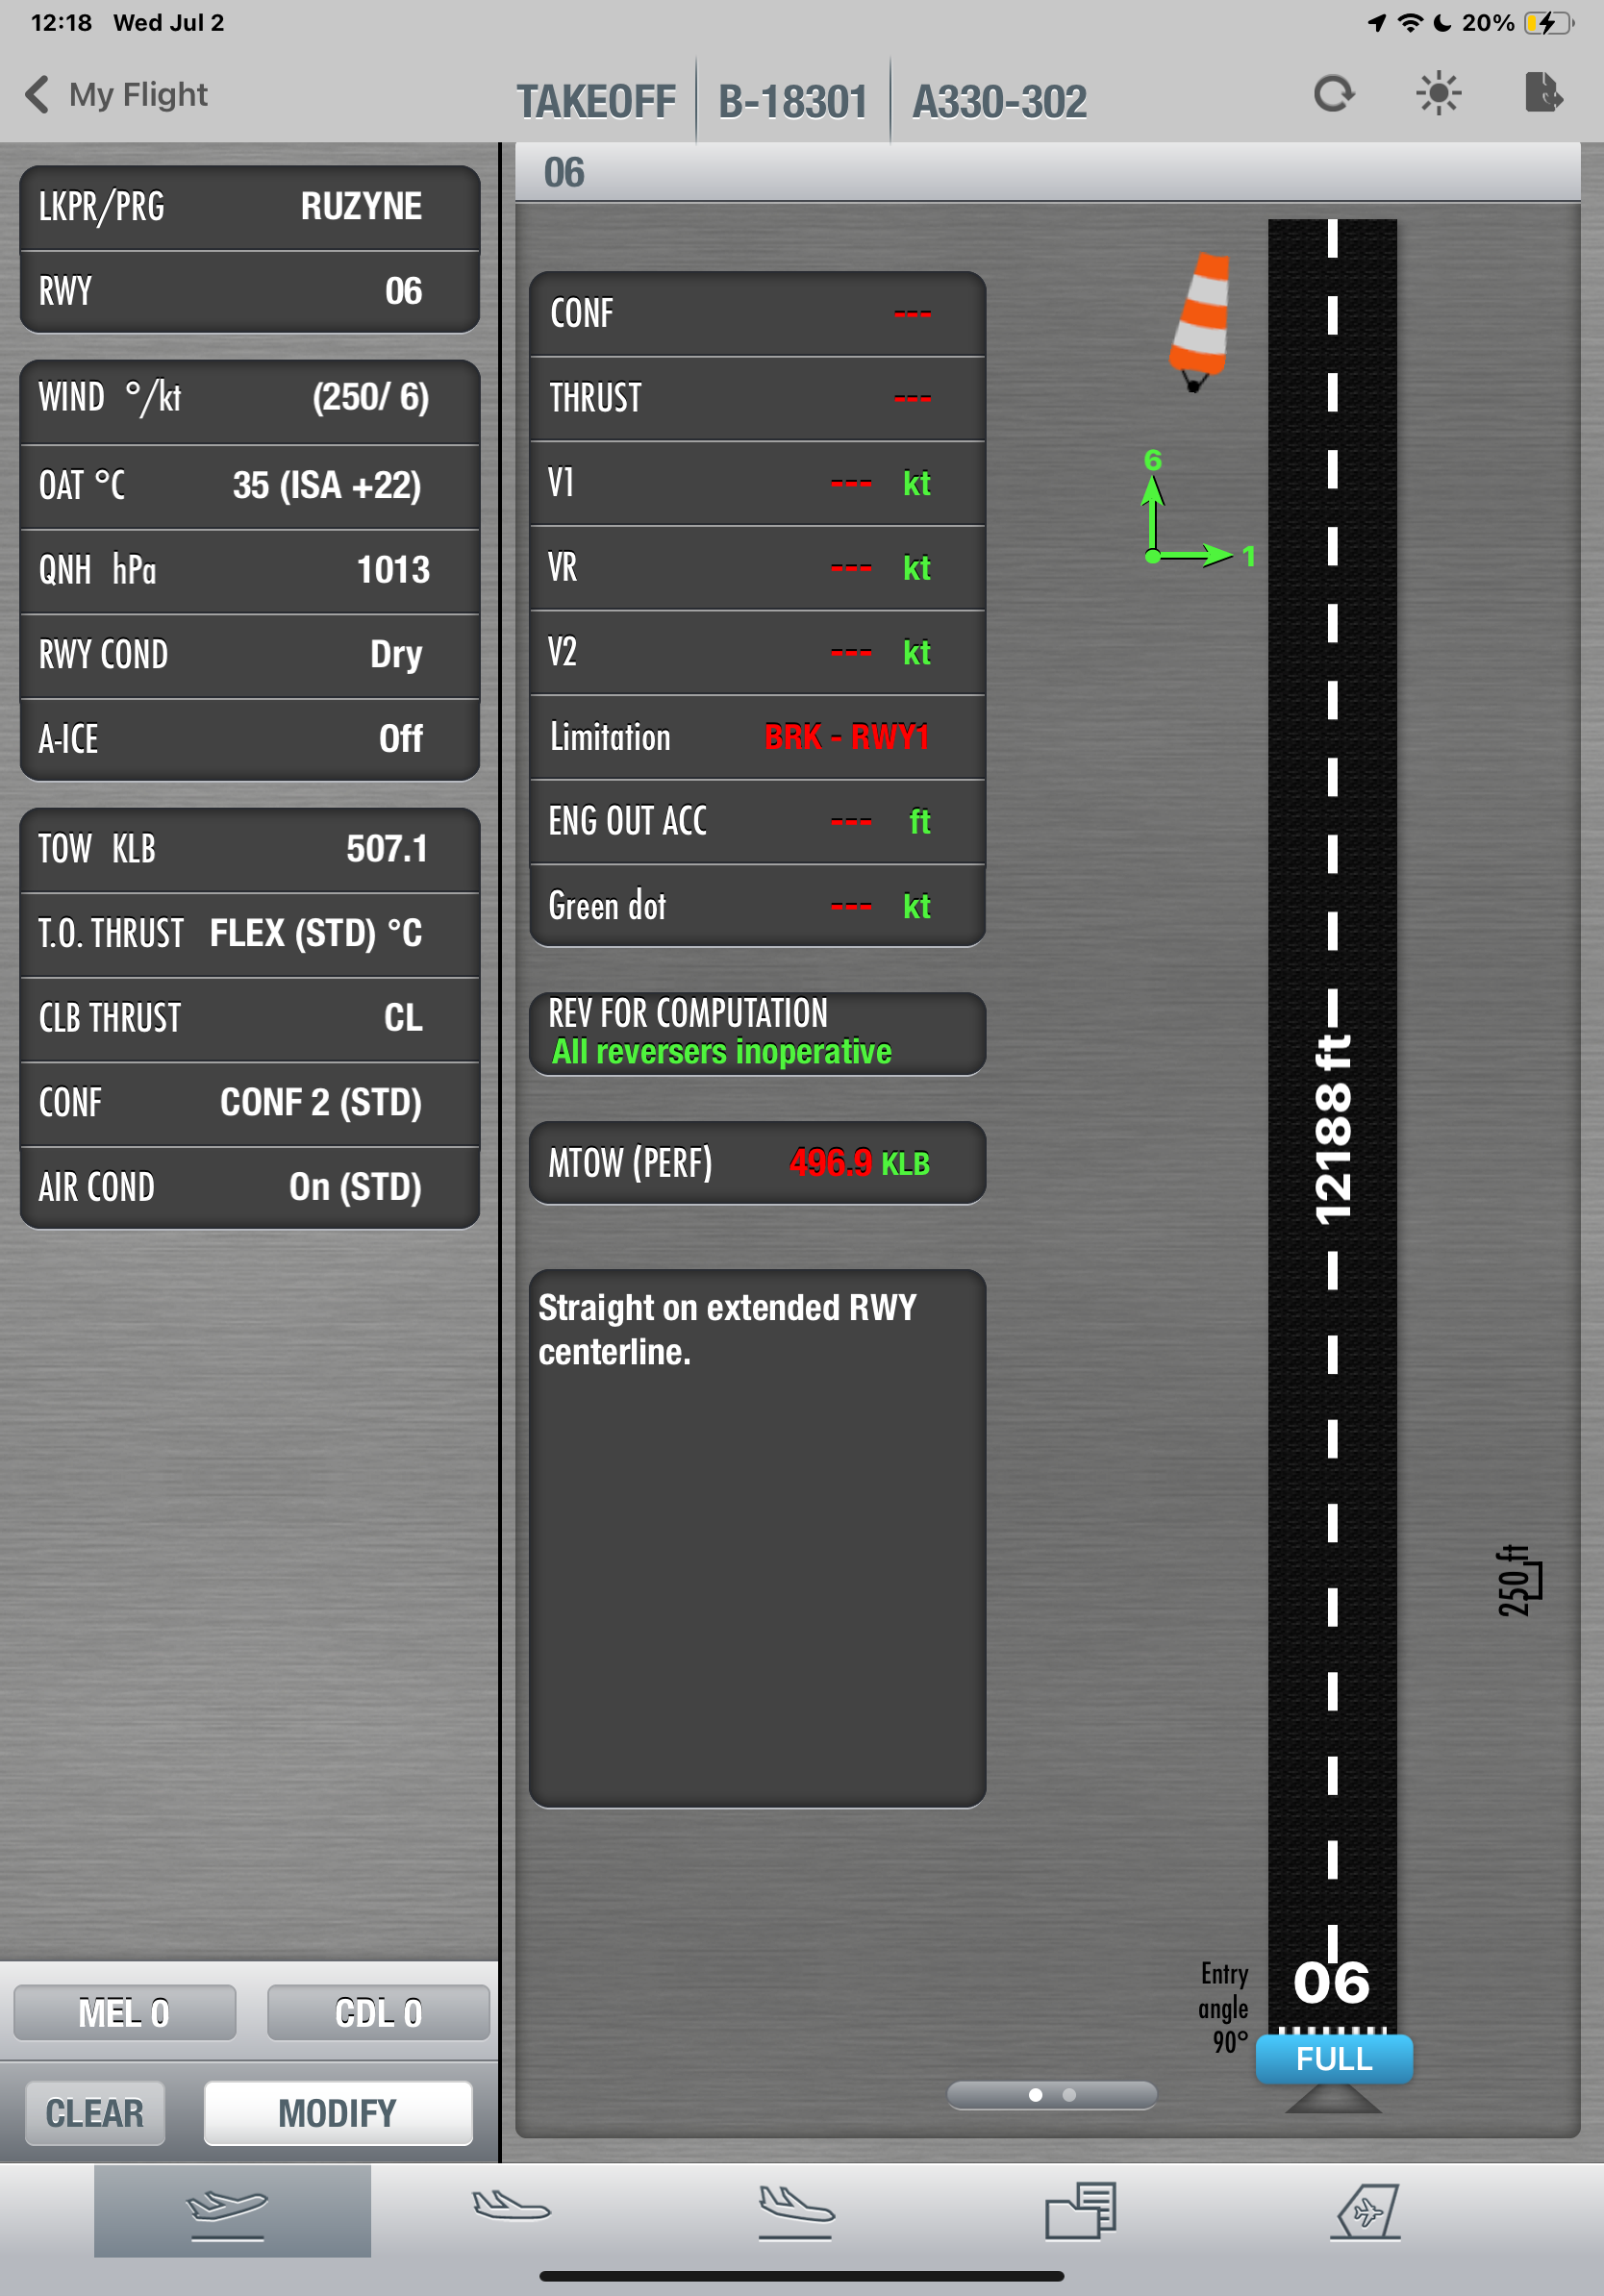 12:18 Wed Jul 2
20%
My Flight
TAKEOFF B-18301 A330-302
LKPR/PRG RUZYNE
RWY 06
WIND °/kt (250/ 6)
OAT °C 35 (ISA +22)
QNH hPa 1013
RWY COND Dry
A-ICE Off
TOW KLB 507.1
T.O. THRUST FLEX (STD) °C
CLB THRUST CL
CONF CONF 2 (STD)
AIR COND On (STD)
MEL 0 CDL 0
CLEAR MODIFY
06
CONF ---
THRUST ---
V1 --- kt
VR --- kt
V2 --- kt
Limitation BRK - RWY1
ENG OUT ACC --- ft
Green dot --- kt
REV FOR COMPUTATION
All reversers inoperative
MTOW (PERF) 496.9 KLB
Straight on extended RWY
centerline.
6
1
12188 ft
250 ft
Entry
angle
90°
06
FULL